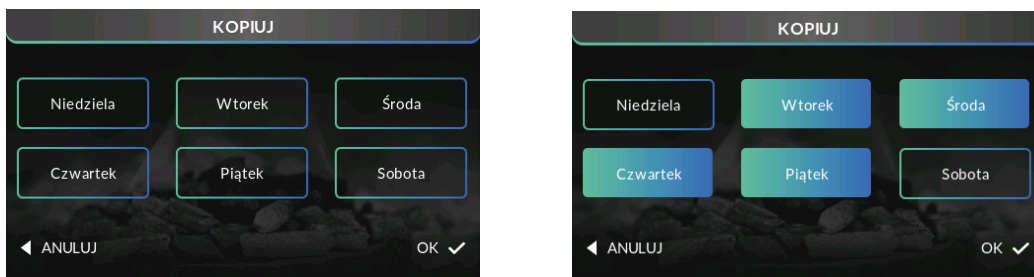 KOPIUJ
Niedziela Wtorek Środa
Czwartek Piątek Sobota
ANULUJ OK
KOPIUJ
Niedziela Wtorek Środa
Czwartek Piątek Sobota
ANULUJ OK